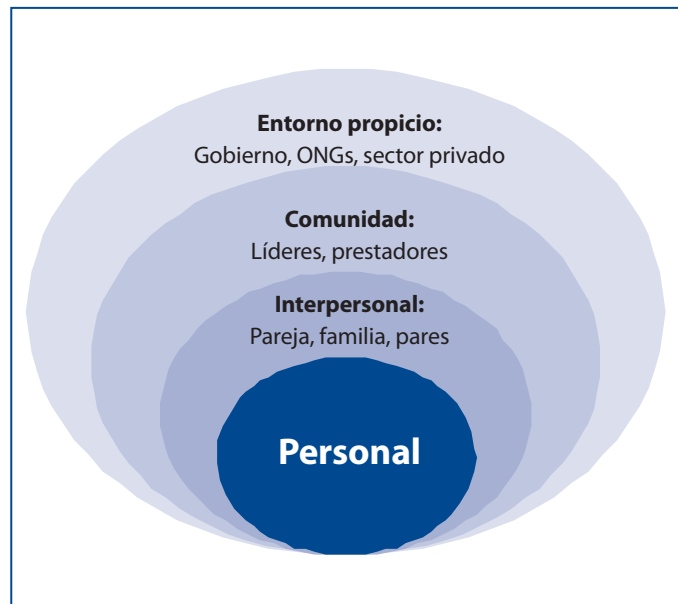 Entorno propicio:
Gobierno, ONGs, sector privado
Comunidad:
Líderes, prestadores
Interpersonal:
Pareja, familia, pares
Personal